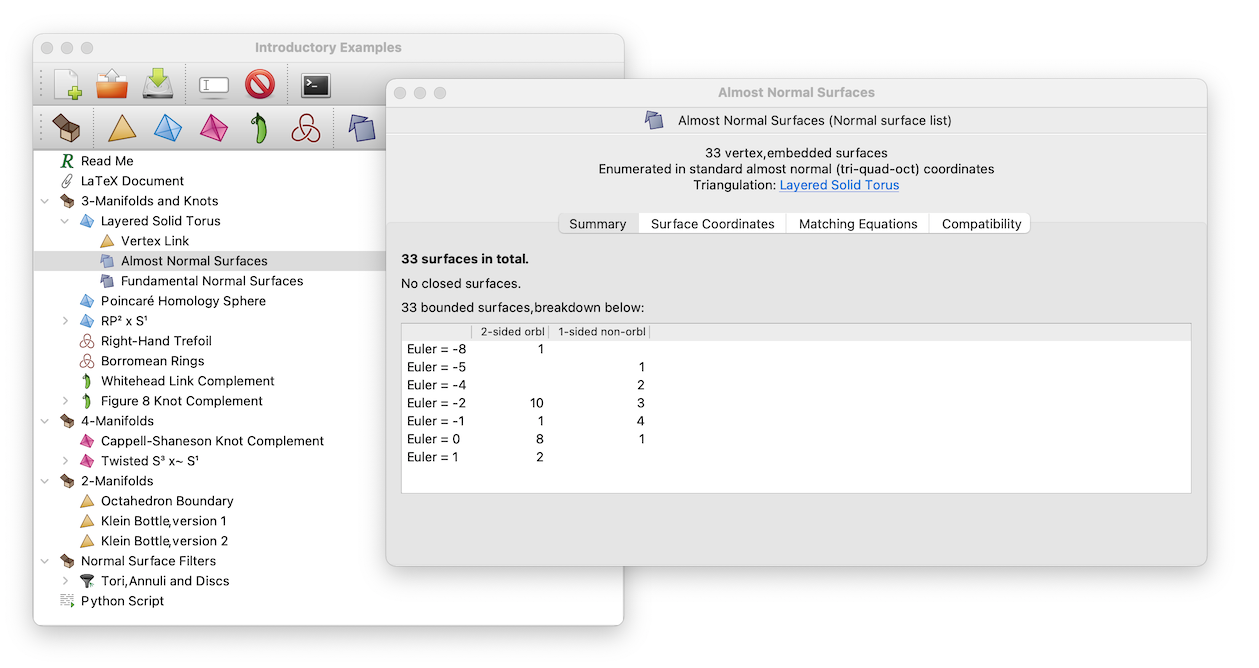 Introductory Examples
Read Me
LaTeX Document
3-Manifolds and Knots
Layered Solid Torus
Vertex Link
Almost Normal Surfaces
Fundamental Normal Surfaces
Poincaré Homology Sphere
RP² x S¹
Right-Hand Trefoil
Borromean Rings
Whitehead Link Complement
Figure 8 Knot Complement
4-Manifolds
Cappell-Shaneson Knot Complement
Twisted S³ x~ S¹
2-Manifolds
Octahedron Boundary
Klein Bottle,version 1
Klein Bottle,version 2
Normal Surface Filters
Tori,Annuli and Discs
Python Script
Almost Normal Surfaces
Almost Normal Surfaces (Normal surface list)
33 vertex,embedded surfaces
Enumerated in standard almost normal (tri-quad-oct) coordinates
Triangulation: Layered Solid Torus
Summary Surface Coordinates Matching Equations Compatibility
33 surfaces in total.
No closed surfaces.
33 bounded surfaces,breakdown below:
2-sided orbl 1-sided non-orbl
Euler = -8 1
Euler = -5 1
Euler = -4 2
Euler = -2 10 3
Euler = -1 1 4
Euler = 0 8 1
Euler = 1 2